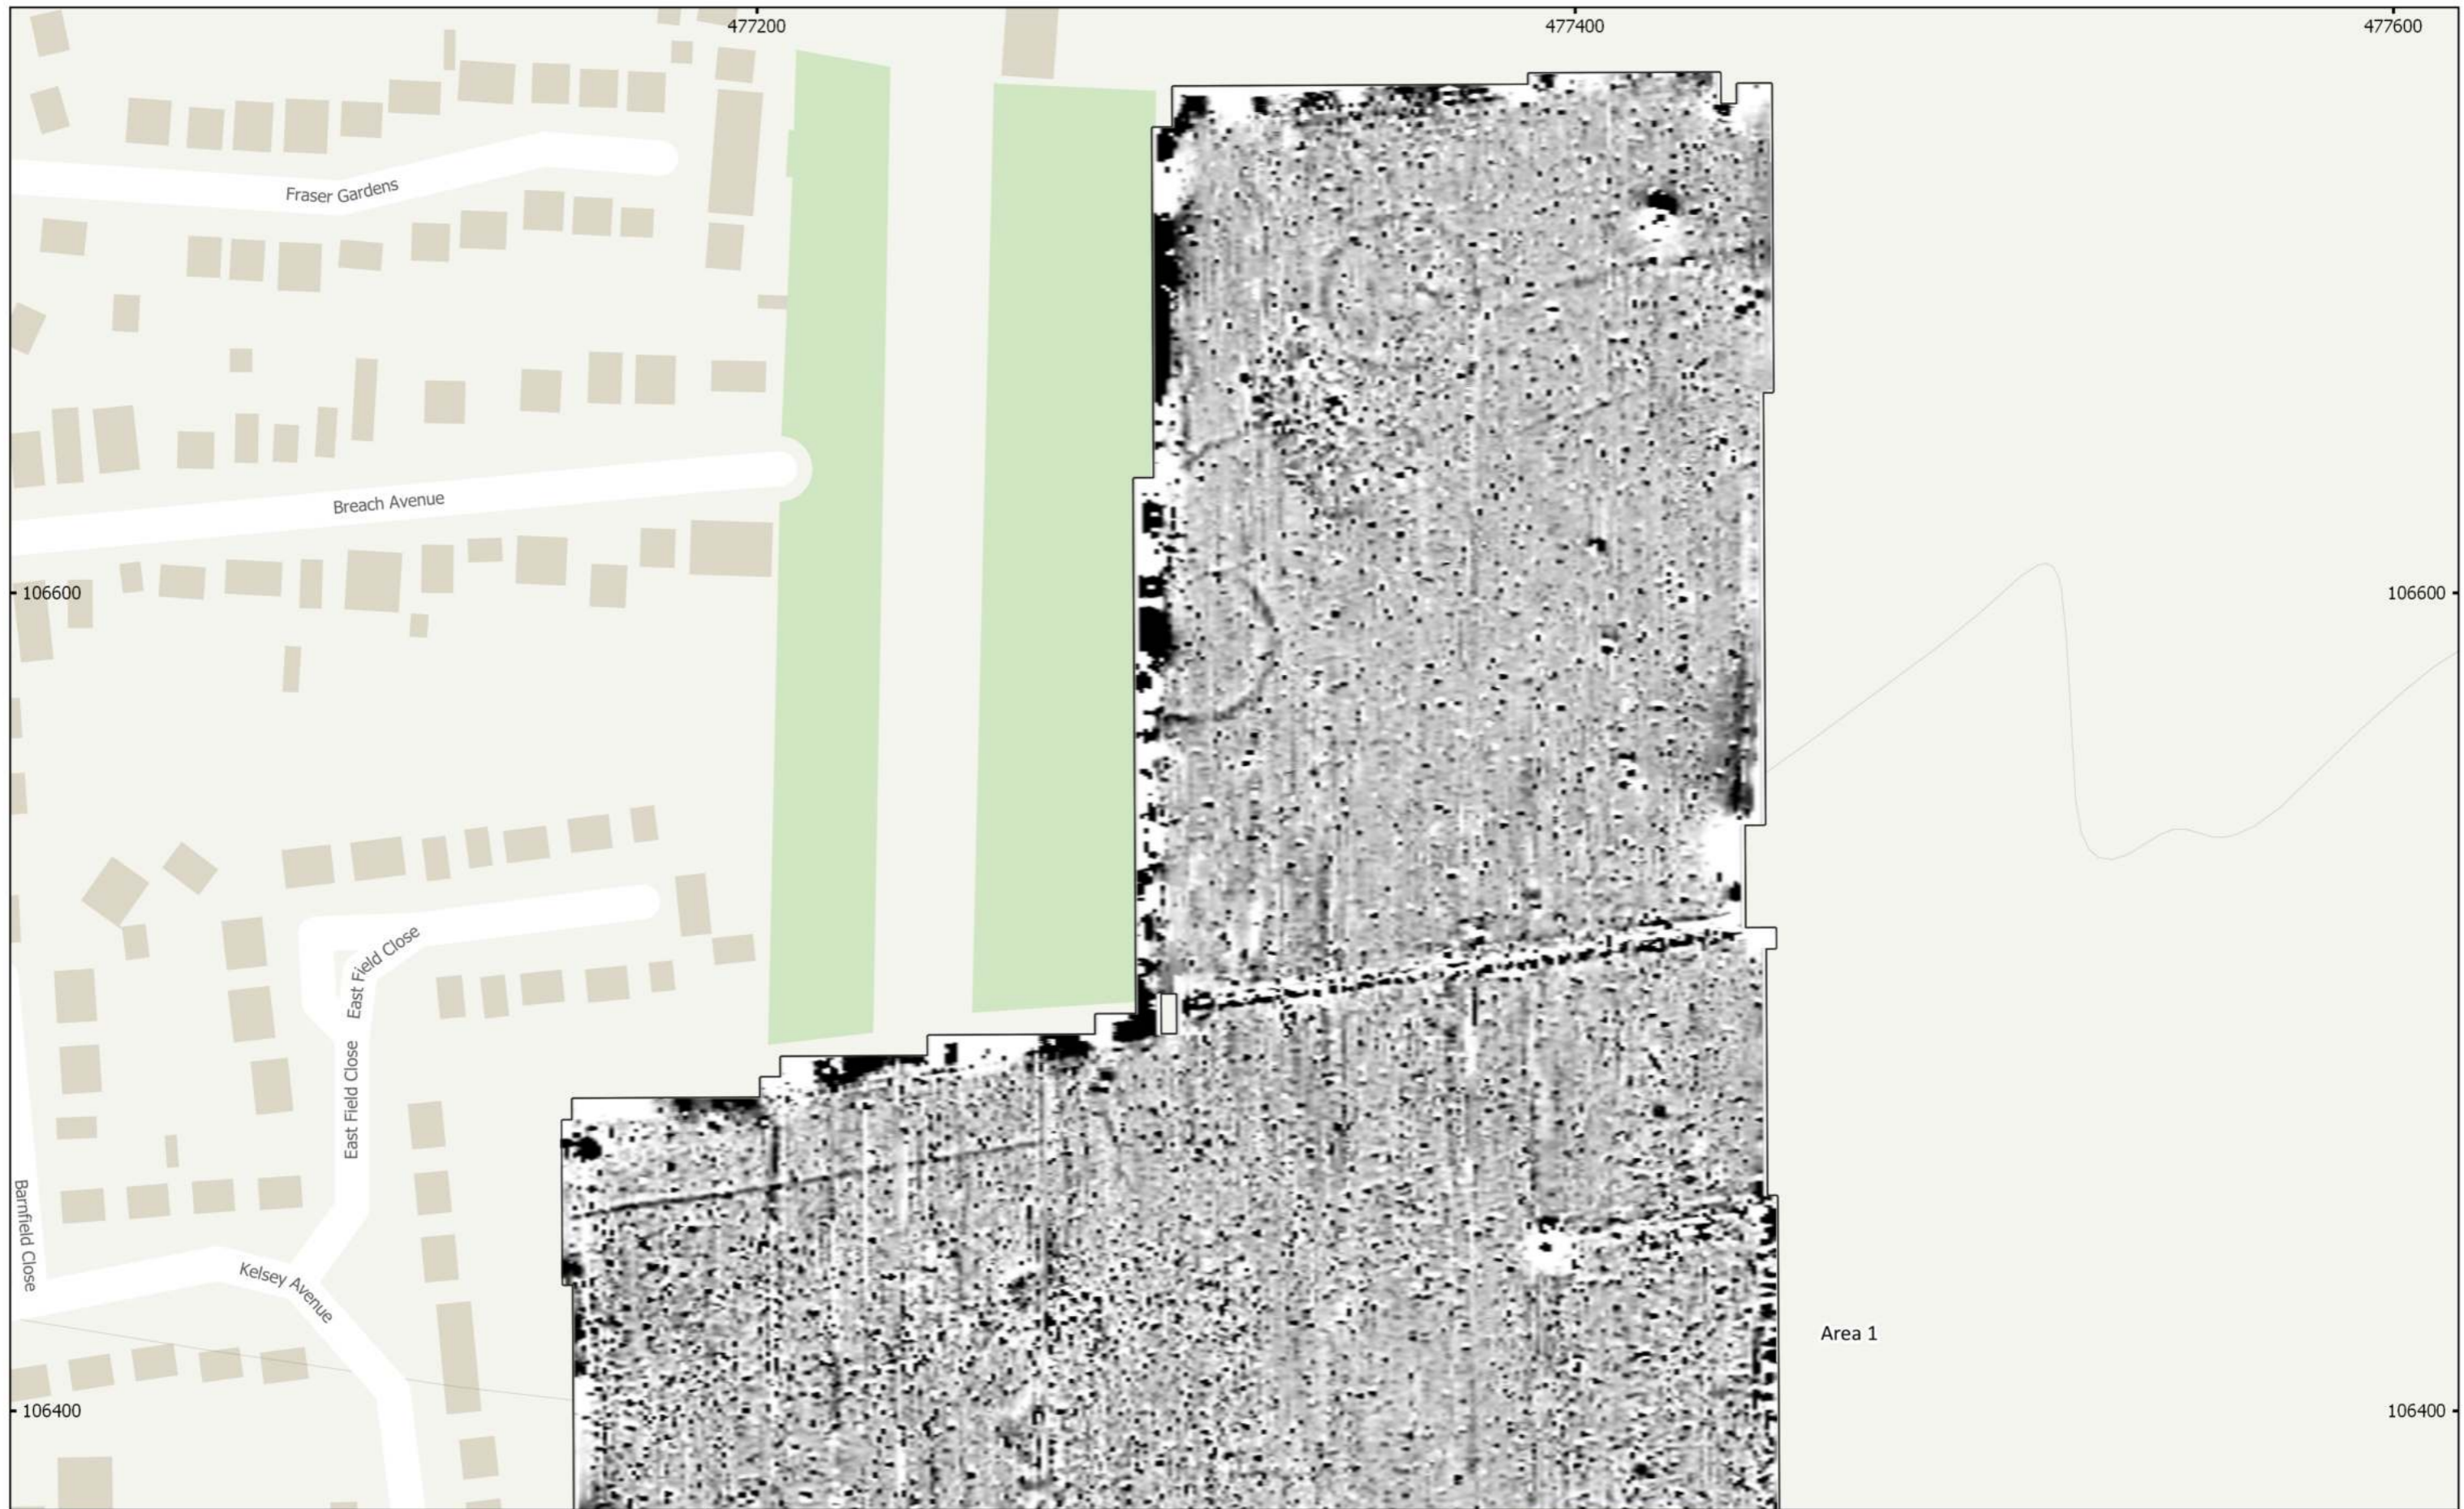 477200
477400
477600
Fraser Gardens
Breach Avenue
106600
106600
East Field Close
East Field Close
Barnfield Close
Kelsey Avenue
Area 1
106400
106400